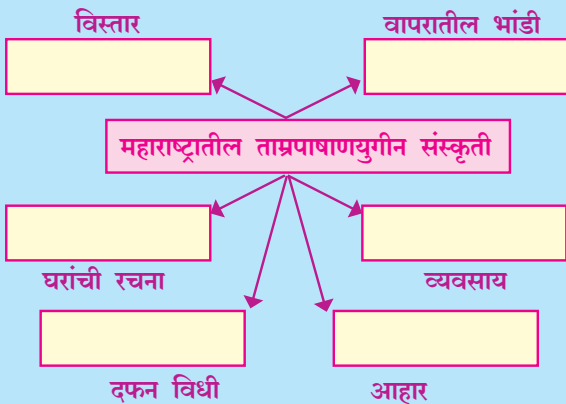 विस्तार
वापरातील भांडी
महाराष्ट्रातील ताम्रपाषाणयुगीन संस्कृती
घरांची रचना
व्यवसाय
दफन विधी
आहार